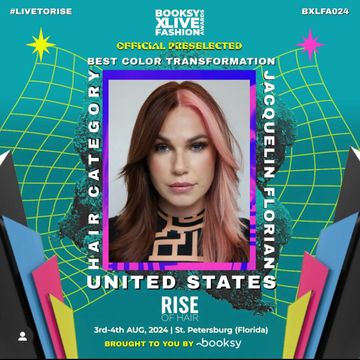 #LIVETORISE
BOOKSY
XLIVE
FASHION
AWARDS
BXLFA024
OFFICIAL PRESELECTED
BEST COLOR TRANSFORMATION
HAIR CATEGORY
JACQUELIN FLORIAN
UNITED STATES
RISE
OF HAIR
3rd-4th AUG, 2024 | St. Petersburg (Florida)
BROUGHT TO YOU BY booksy